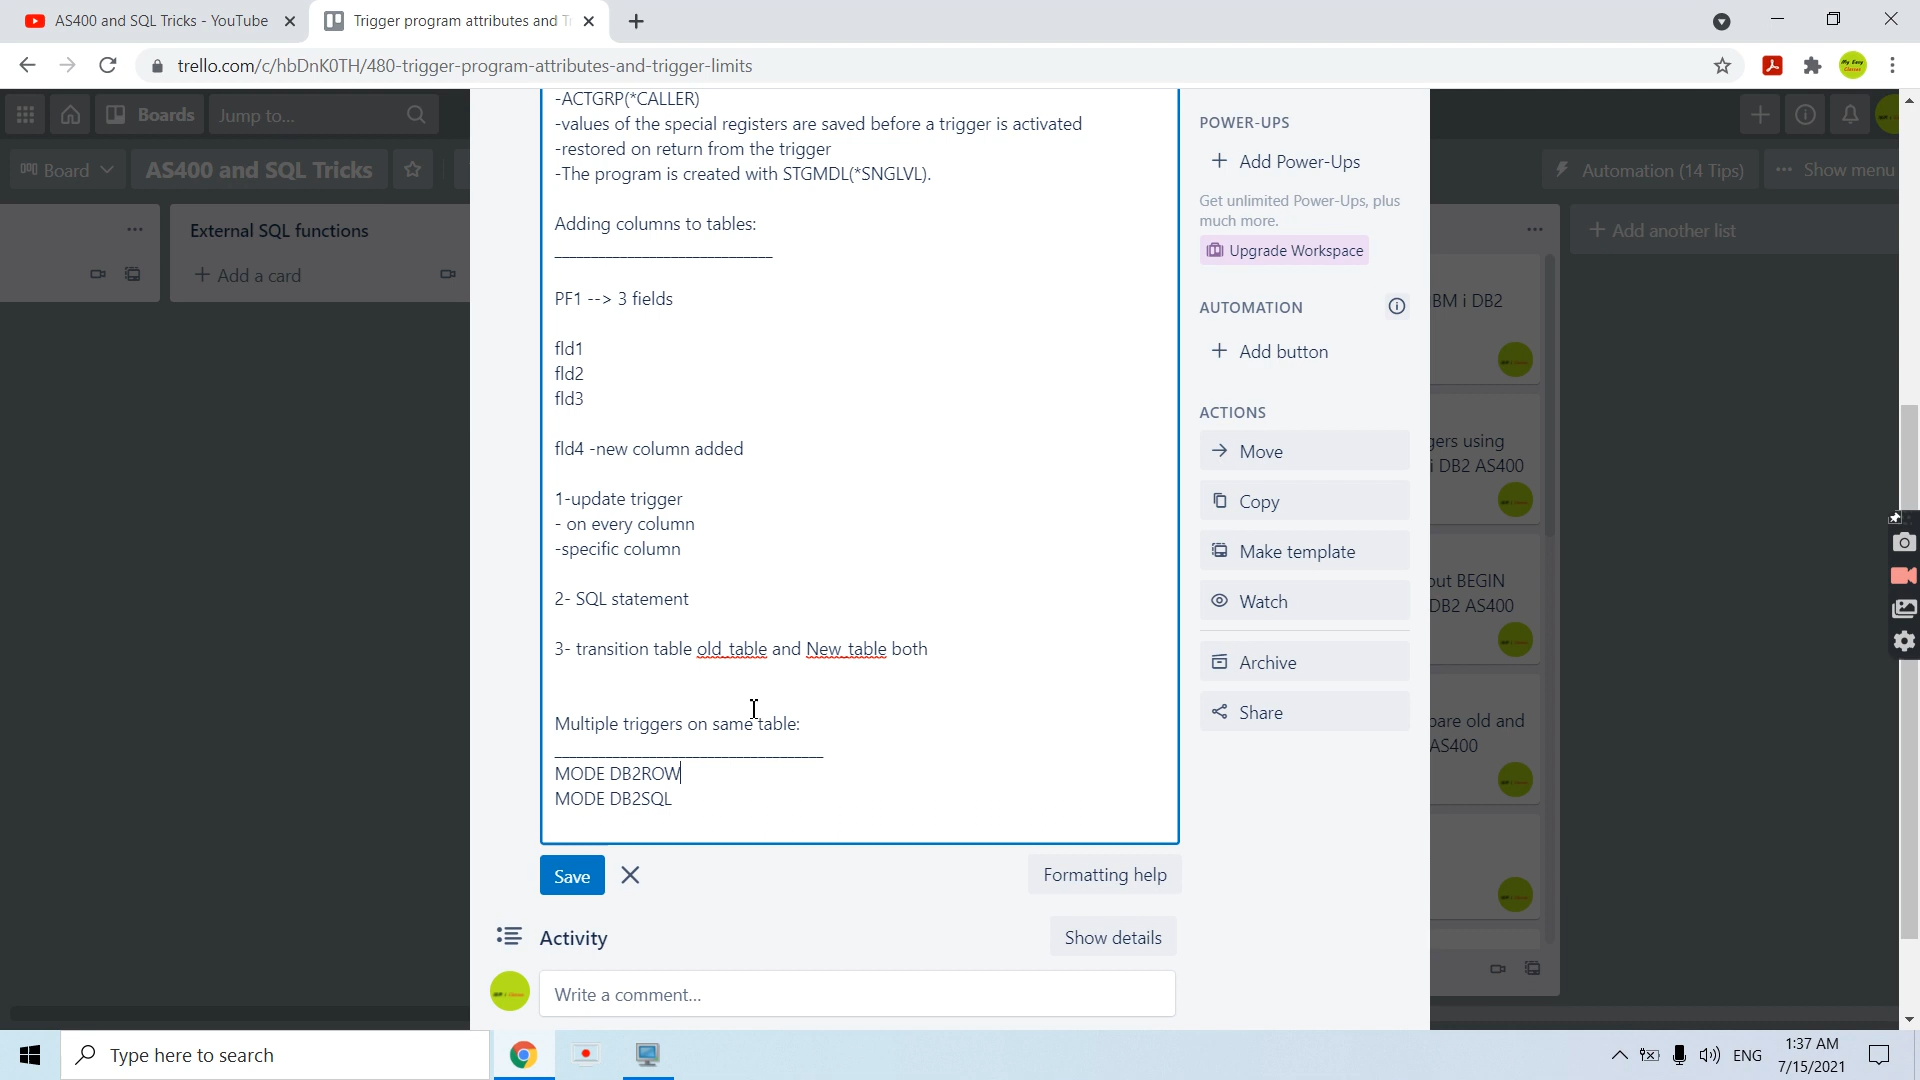 AS400 and SQL Tricks - YouTube
Trigger program attributes and T
trello.com/c/hbDnK0TH/480-trigger-program-attributes-and-trigger-limits
Boards
Jump to...
Board
AS400 and SQL Tricks
Automation (14 Tips)
Show menu
External SQL functions
+ Add a card
+ Add another list
-ACTGRP(*CALLER)
-values of the special registers are saved before a trigger is activated
-restored on return from the trigger
-The program is created with STGMDL(*SNGLVL).
Adding columns to tables:
______________________________
PF1 --> 3 fields
fld1
fld2
fld3
fld4 -new column added
1-update trigger
- on every column
-specific column
2- SQL statement
3- transition table old_table and New_table both
Multiple triggers on same table:
_____________________________________
MODE DB2ROW
MODE DB2SQL
Save
Formatting help
Activity
Show details
Write a comment...
POWER-UPS
+ Add Power-Ups
Get unlimited Power-Ups, plus
much more.
Upgrade Workspace
AUTOMATION
+ Add button
ACTIONS
Move
Copy
Make template
Watch
Archive
Share
BM i DB2
gers using
i DB2 AS400
out BEGIN
DB2 AS400
pare old and
AS400
Type here to search
ENG
1:37 AM
7/15/2021